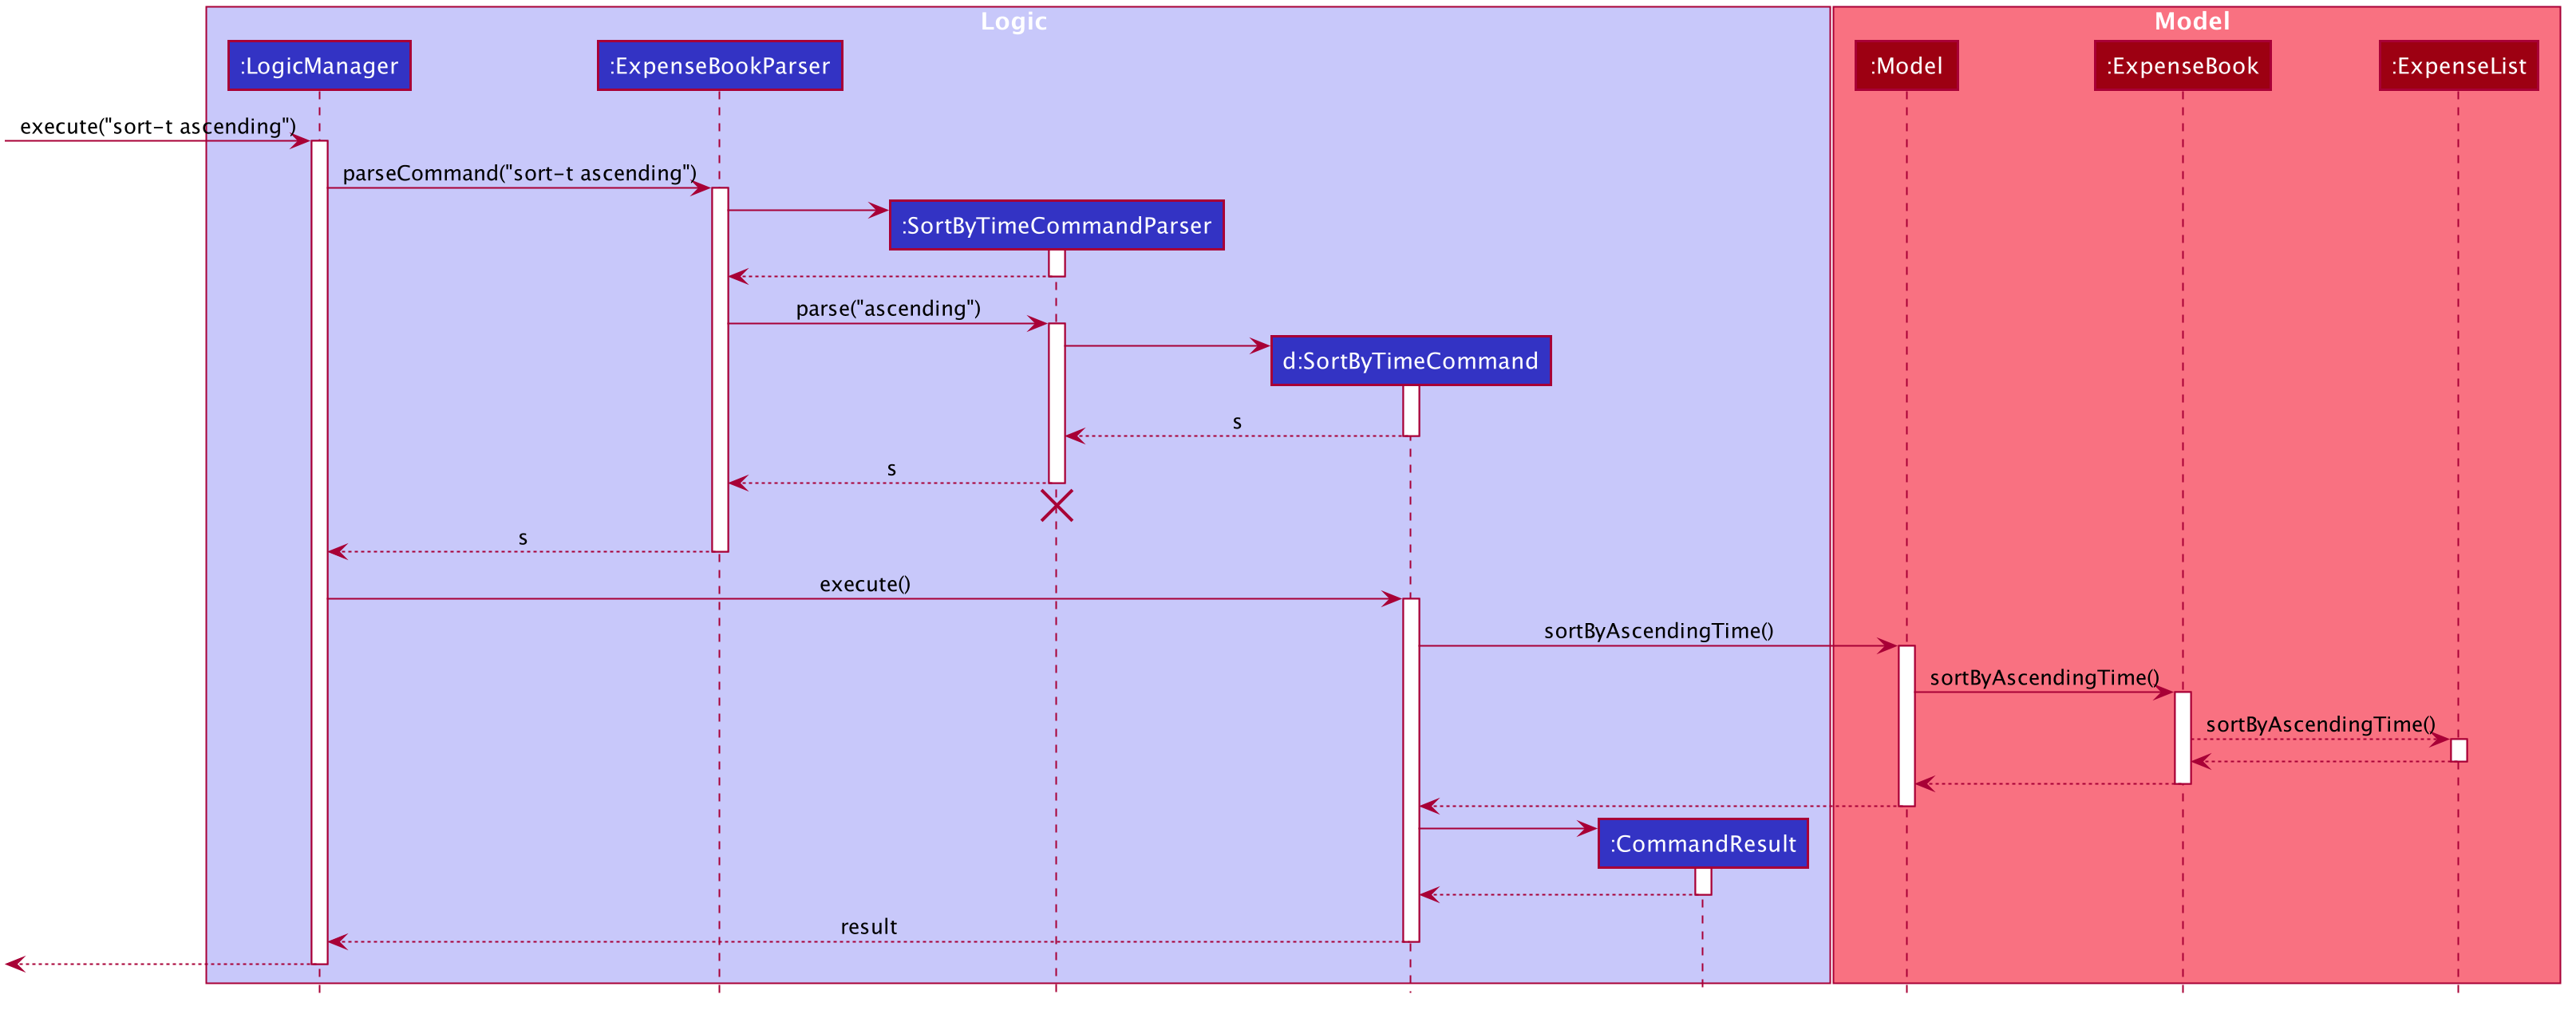 Logic
Model
:LogicManager
:ExpenseBookParser
:Model
:ExpenseBook
:ExpenseList
execute("sort-t ascending")
parseCommand("sort-t ascending")
:SortByTimeCommandParser
parse("ascending")
d:SortByTimeCommand
s
s
s
execute()
sortByAscendingTime()
sortByAscendingTime()
sortByAscendingTime()
:CommandResult
result